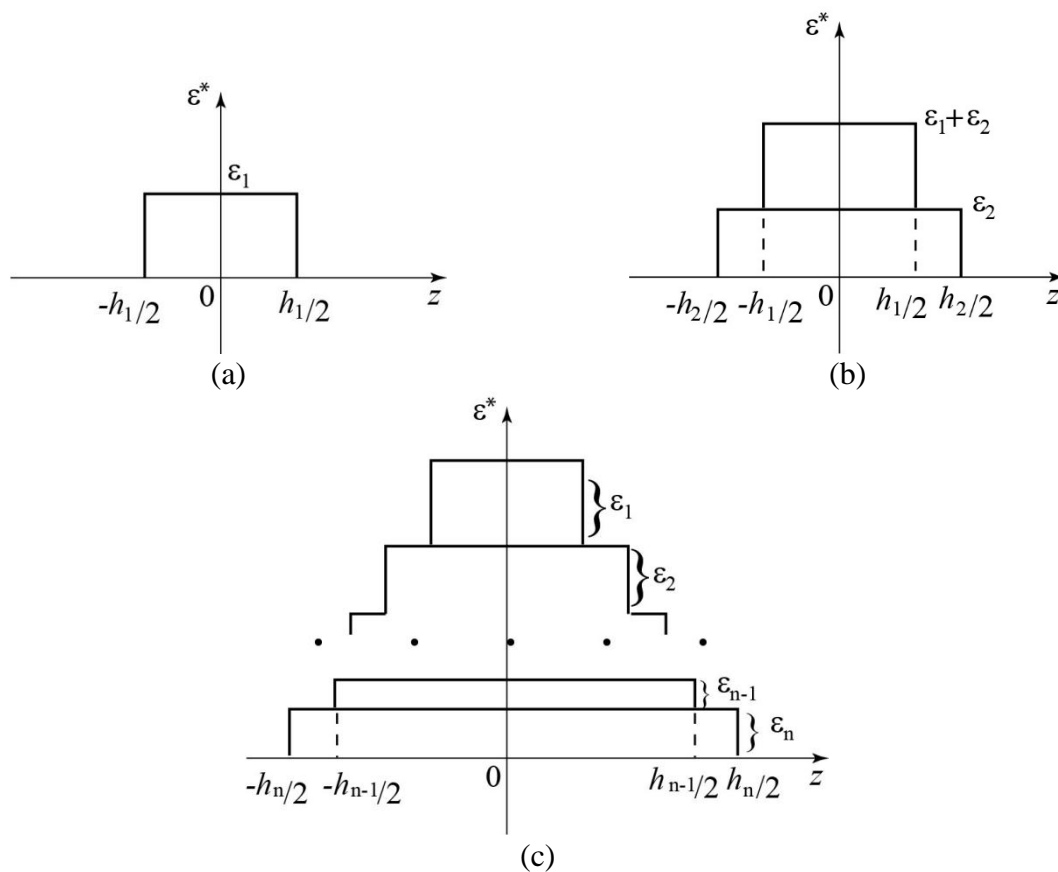 ε*
ε*
ε₁+ε₂
ε₁
ε₂
-h₁/2 0 h₁/2 z
-h₂/2 -h₁/2 0 h₁/2 h₂/2 z
(a) (b)
ε*
}ε₁
}ε₂
}εₙ₋₁
}εₙ
-hₙ/2 -hₙ₋₁/2 0 hₙ₋₁/2 hₙ/2 z
(c)